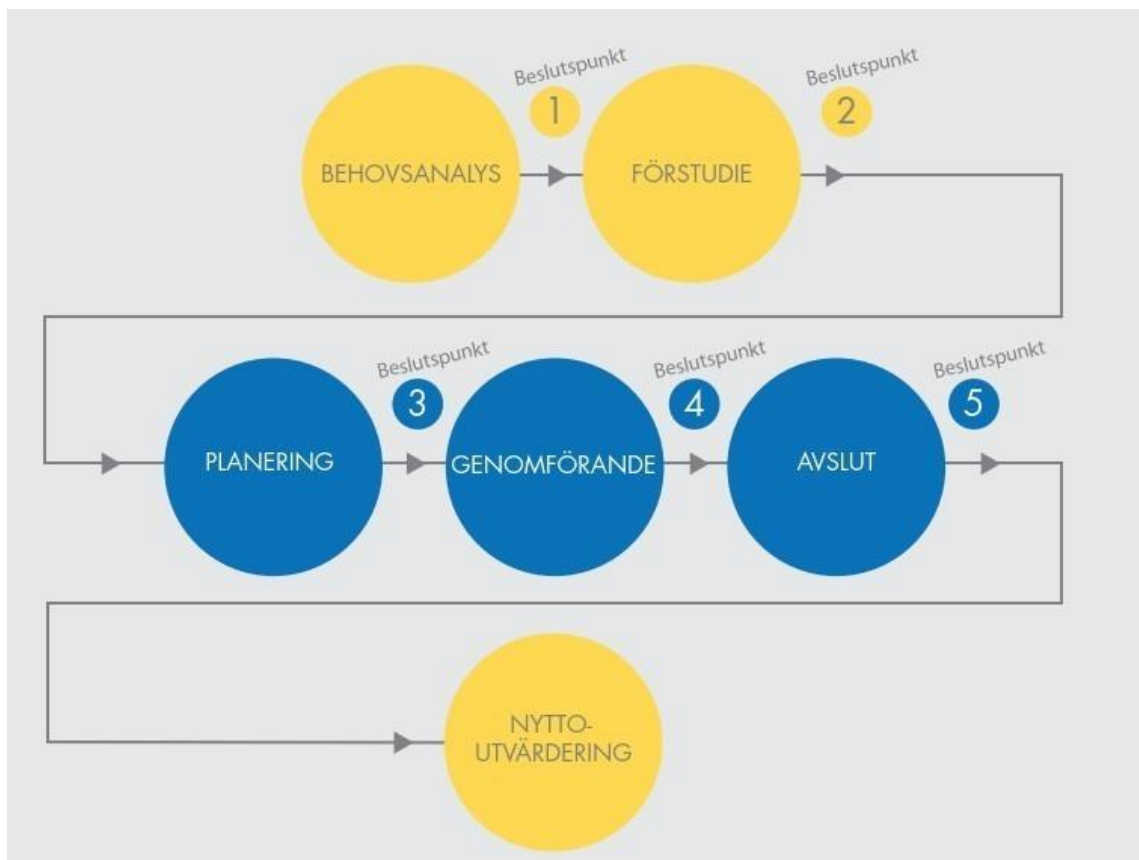 Beslutspunkt
1
Beslutspunkt
2
BEHOVSANALYS
FÖRSTUDIE
Beslutspunkt
3
Beslutspunkt
4
Beslutspunkt
5
PLANERING
GENOMFÖRANDE
AVSLUT
NYTTO-
UTVÄRDERING